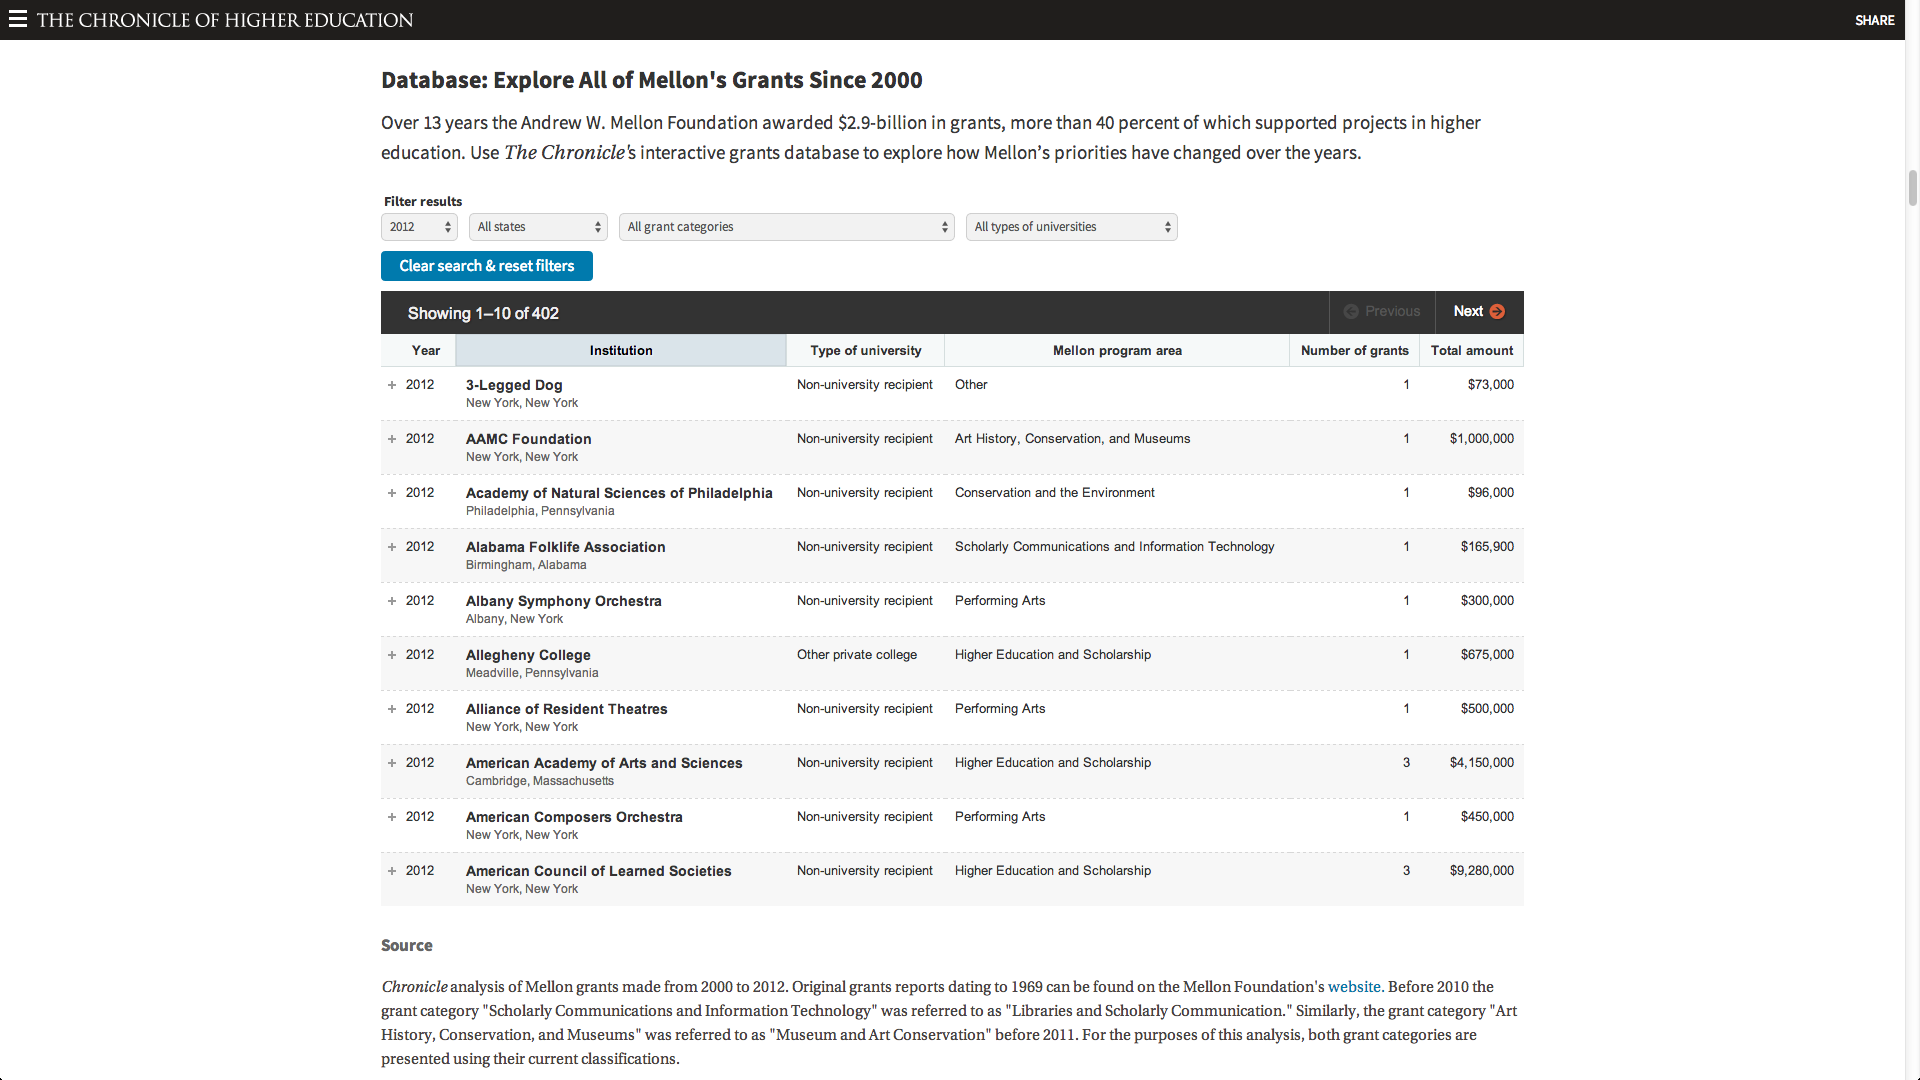 THE CHRONICLE OF HIGHER EDUCATION SHARE
Database: Explore All of Mellon's Grants Since 2000
Over 13 years the Andrew W. Mellon Foundation awarded $2.9-billion in grants, more than 40 percent of which supported projects in higher
education. Use The Chronicle's interactive grants database to explore how Mellon’s priorities have changed over the years.
Filter results
2012 All states All grant categories All types of universities
Clear search & reset filters
Showing 1–10 of 402 Previous Next
Year Institution Type of university Mellon program area Number of grants Total amount
+ 2012 3-Legged Dog Non-university recipient Other 1 $73,000
New York, New York
+ 2012 AAMC Foundation Non-university recipient Art History, Conservation, and Museums 1 $1,000,000
New York, New York
+ 2012 Academy of Natural Sciences of Philadelphia Non-university recipient Conservation and the Environment 1 $96,000
Philadelphia, Pennsylvania
+ 2012 Alabama Folklife Association Non-university recipient Scholarly Communications and Information Technology 1 $165,900
Birmingham, Alabama
+ 2012 Albany Symphony Orchestra Non-university recipient Performing Arts 1 $300,000
Albany, New York
+ 2012 Allegheny College Other private college Higher Education and Scholarship 1 $675,000
Meadville, Pennsylvania
+ 2012 Alliance of Resident Theatres Non-university recipient Performing Arts 1 $500,000
New York, New York
+ 2012 American Academy of Arts and Sciences Non-university recipient Higher Education and Scholarship 3 $4,150,000
Cambridge, Massachusetts
+ 2012 American Composers Orchestra Non-university recipient Performing Arts 1 $450,000
New York, New York
+ 2012 American Council of Learned Societies Non-university recipient Higher Education and Scholarship 3 $9,280,000
New York, New York
Source
Chronicle analysis of Mellon grants made from 2000 to 2012. Original grants reports dating to 1969 can be found on the Mellon Foundation's website. Before 2010 the
grant category "Scholarly Communications and Information Technology" was referred to as "Libraries and Scholarly Communication." Similarly, the grant category "Art
History, Conservation, and Museums" was referred to as "Museum and Art Conservation" before 2011. For the purposes of this analysis, both grant categories are
presented using their current classifications.